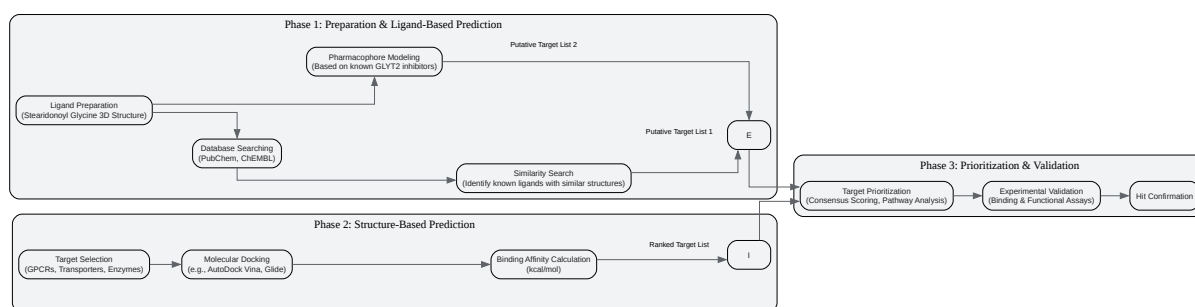 Phase 1: Preparation & Ligand-Based Prediction
Putative Target List 2
Pharmacophore Modeling
(Based on known GLYT2 inhibitors)
Ligand Preparation
(Stearidonoyl Glycine 3D Structure)
Putative Target List 1
E
Database Searching
(PubChem, ChEMBL)
Similarity Search
(Identify known ligands with similar structures)
Phase 3: Prioritization & Validation
Target Prioritization
(Consensus Scoring, Pathway Analysis)
Experimental Validation
(Binding & Functional Assays)
Hit Confirmation
Phase 2: Structure-Based Prediction
Ranked Target List
I
Target Selection
(GPCRs, Transporters, Enzymes)
Molecular Docking
(e.g., AutoDock Vina, Glide)
Binding Affinity Calculation
(kcal/mol)